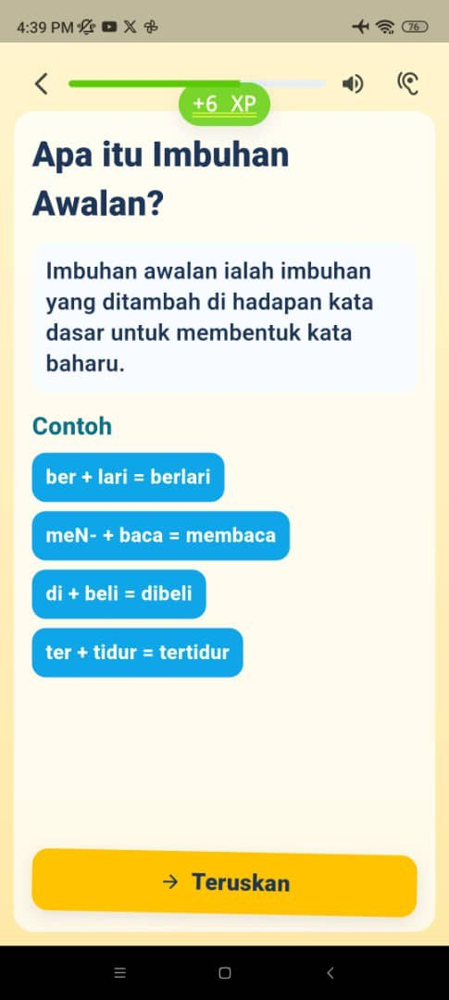 4:39 PM
76
+6 XP
Apa itu Imbuhan
Awalan?
Imbuhan awalan ialah imbuhan
yang ditambah di hadapan kata
dasar untuk membentuk kata
baharu.
Contoh
ber + lari = berlari
meN- + baca = membaca
di + beli = dibeli
ter + tidur = tertidur
→ Teruskan